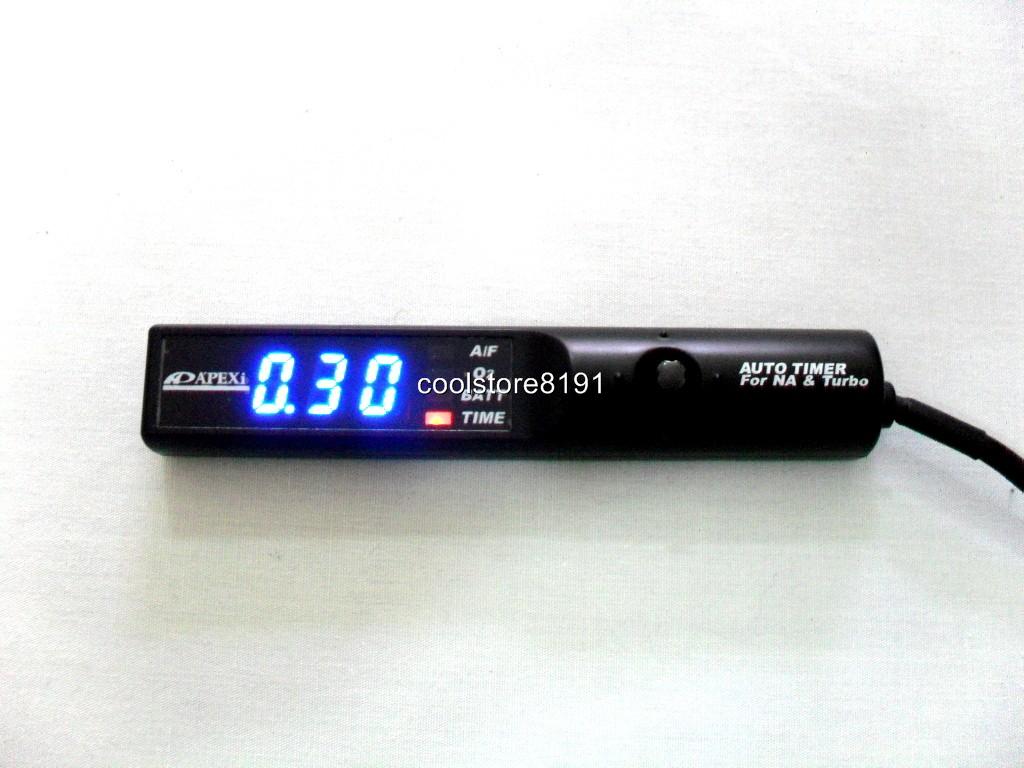 APEXi
0.30
A/F
O2
BATT
TIME
coolstore8191
AUTO TIMER
For NA & Turbo